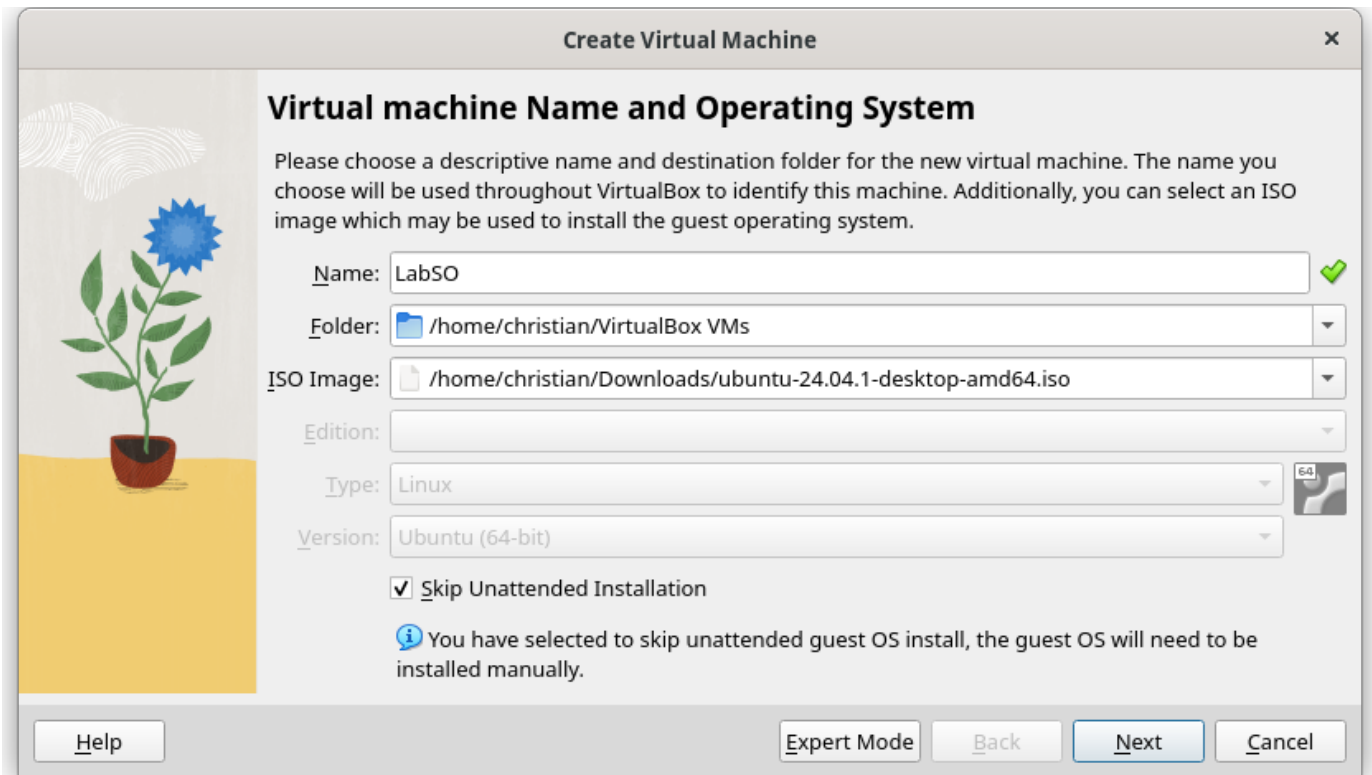 Create Virtual Machine ×
Virtual machine Name and Operating System
Please choose a descriptive name and destination folder for the new virtual machine. The name you
choose will be used throughout VirtualBox to identify this machine. Additionally, you can select an ISO
image which may be used to install the guest operating system.
Name: LabSO
Folder: /home/christian/VirtualBox VMs
ISO Image: /home/christian/Downloads/ubuntu-24.04.1-desktop-amd64.iso
Edition:
Type: Linux 64
Version: Ubuntu (64-bit)
Skip Unattended Installation
You have selected to skip unattended guest OS install, the guest OS will need to be
installed manually.
Help Expert Mode Back Next Cancel